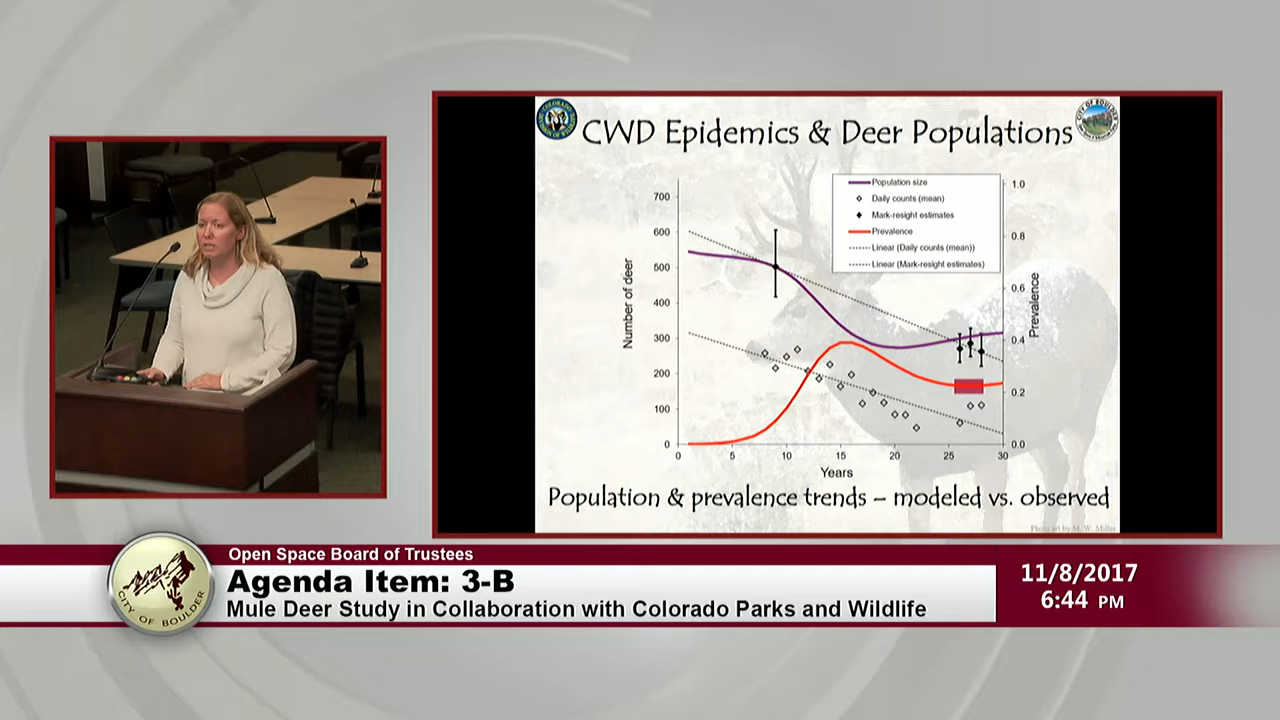 CWD Epidemics & Deer Populations
Population size
Daily counts (mean)
Mark-resight estimates
Prevalence
Linear (Daily counts (mean))
Linear (Mark-resight estimates)
700
600
500
400
300
200
100
0
Number of deer
1.0
0.8
0.6
0.4
0.2
0.0
Prevalence
0 5 10 15 20 25 30
Years
Population & prevalence trends – modeled vs. observed
Photo art by M. W. Miller
CITY OF BOULDER
Open Space Board of Trustees
Agenda Item: 3-B
Mule Deer Study in Collaboration with Colorado Parks and Wildlife
11/8/2017
6:44 PM